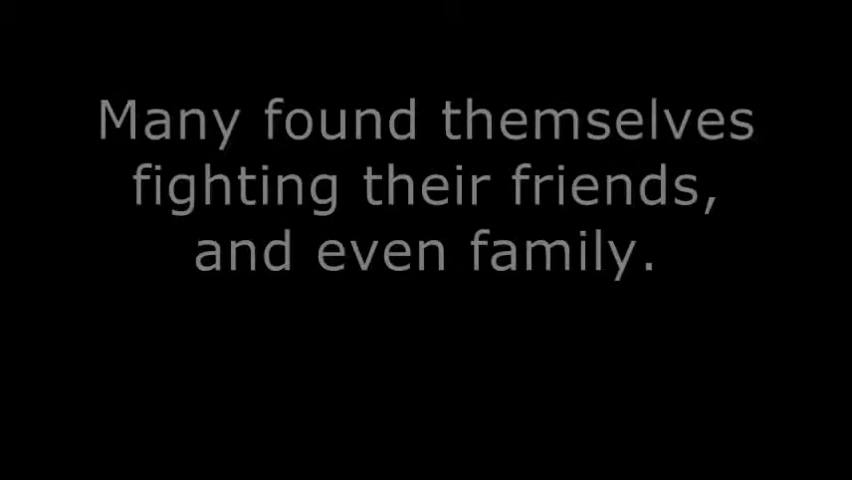 Many found themselves
fighting their friends,
and even family.